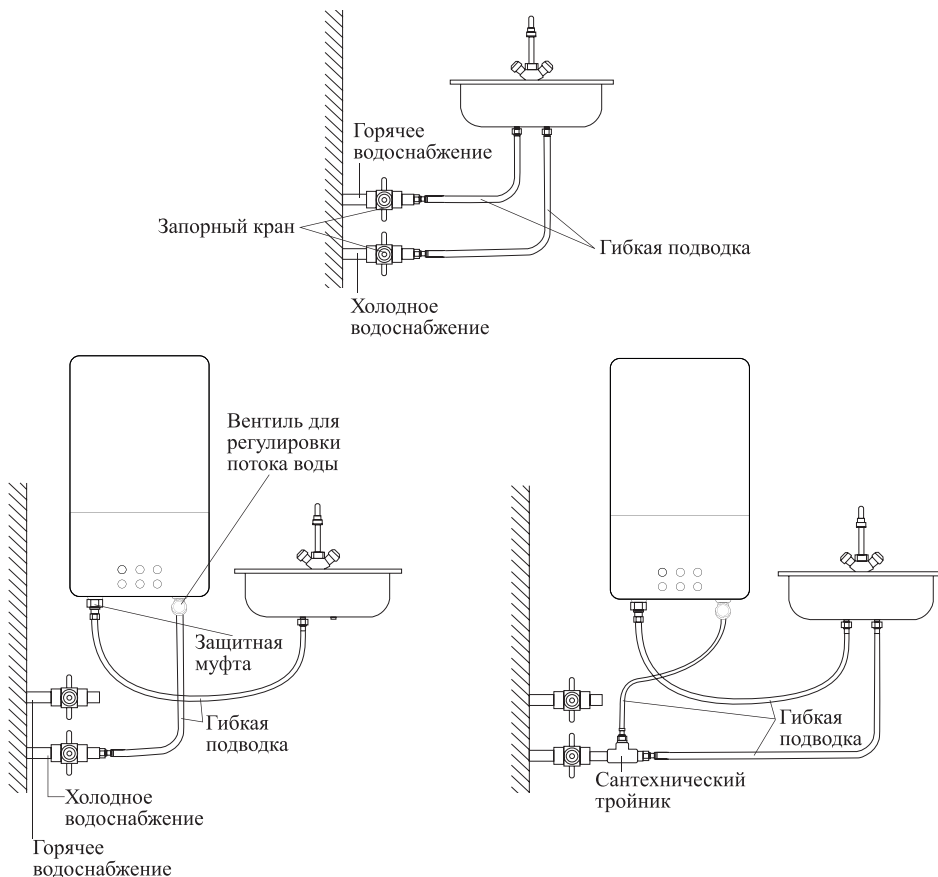 Горячее
водоснабжение
Запорный кран
Гибкая подводка
Холодное
водоснабжение
Вентиль для
регулировки
потока воды
Защитная
муфта
Гибкая
подводка
Холодное
водоснабжение
Горячее
водоснабжение
Гибкая
подводка
Сантехнический
тройник